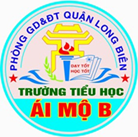 PHÒNG GD&ĐT QUẬN LONG BIÊN
DẠY TỐT
HỌC TỐT
TRƯỜNG TIỂU HỌC
ÁI MỘ B